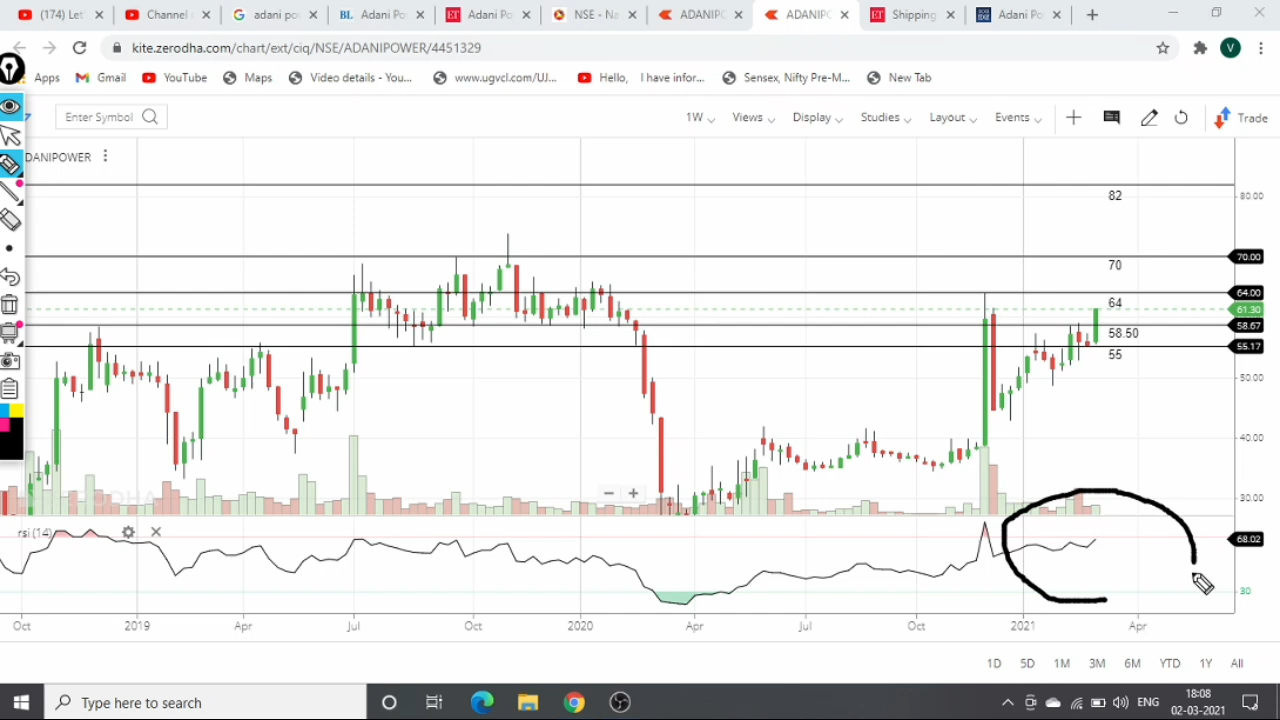 (174) Let'
Channel
adani po
Adani Po
Adani Po
NSE - Na
ADANIPO
ADANIPO
Shipping
Adani Po
kite.zerodha.com/chart/ext/ciq/NSE/ADANIPOWER/4451329
V
Apps
Gmail
YouTube
Maps
Video details - You...
www.ugvcl.com/UJ...
Hello, I have infor...
Sensex, Nifty Pre-M...
New Tab
Enter Symbol
1W
Views
Display
Studies
Layout
Events
Trade
DANIPOWER
82
80.00
70.00
70
64.00
64
61.30
58.67
58.50
55.17
55
50.00
40.00
30.00
ZERODHA
rsi (14)
68.02
30
Oct
2019
Apr
Jul
Oct
2020
Apr
Jul
Oct
2021
Apr
1D
5D
1M
3M
6M
YTD
1Y
All
Type here to search
ENG
18:08
02-03-2021